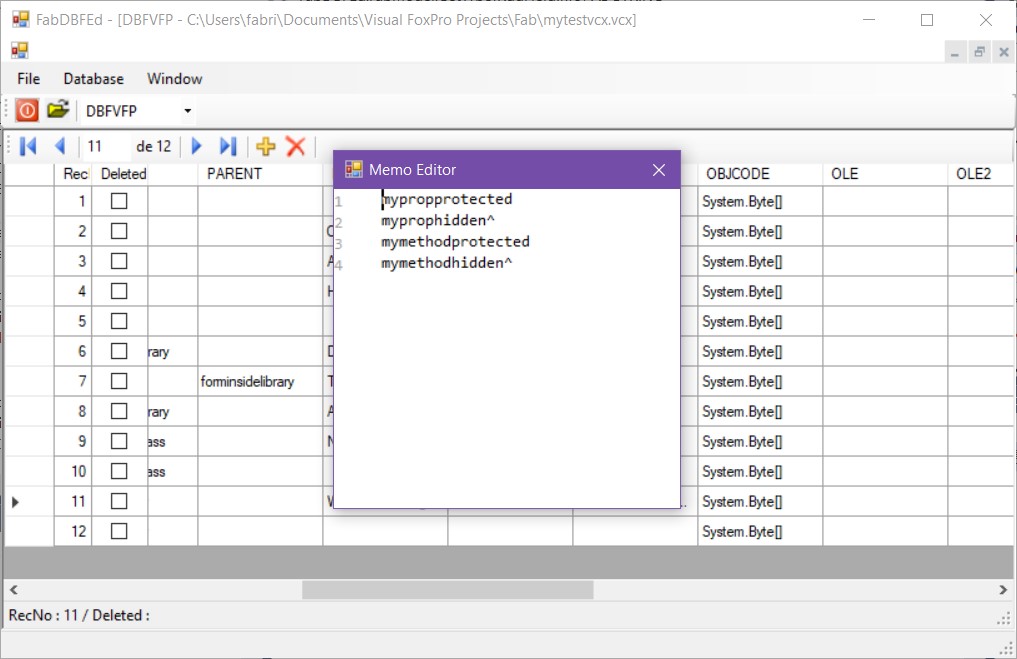 FabDBFEd - [DBFVFP - C:\Users\fabri\Documents\Visual FoxPro Projects\Fab\mytestvcx.vcx]
File Database Window
DBFVFP
11 de 12
Rec Deleted PARENT OBJCODE OLE OLE2
Memo Editor
1 mypropprotected
2 myprophidden^
3 mymethodprotected
4 mymethodhidden^
1 System.Byte[]
2 System.Byte[]
3 System.Byte[]
4 System.Byte[]
5 System.Byte[]
6 rary System.Byte[]
7 forminsidelibrary System.Byte[]
8 rary System.Byte[]
9 ass System.Byte[]
10 ass System.Byte[]
11 System.Byte[]
12 System.Byte[]
RecNo : 11 / Deleted :